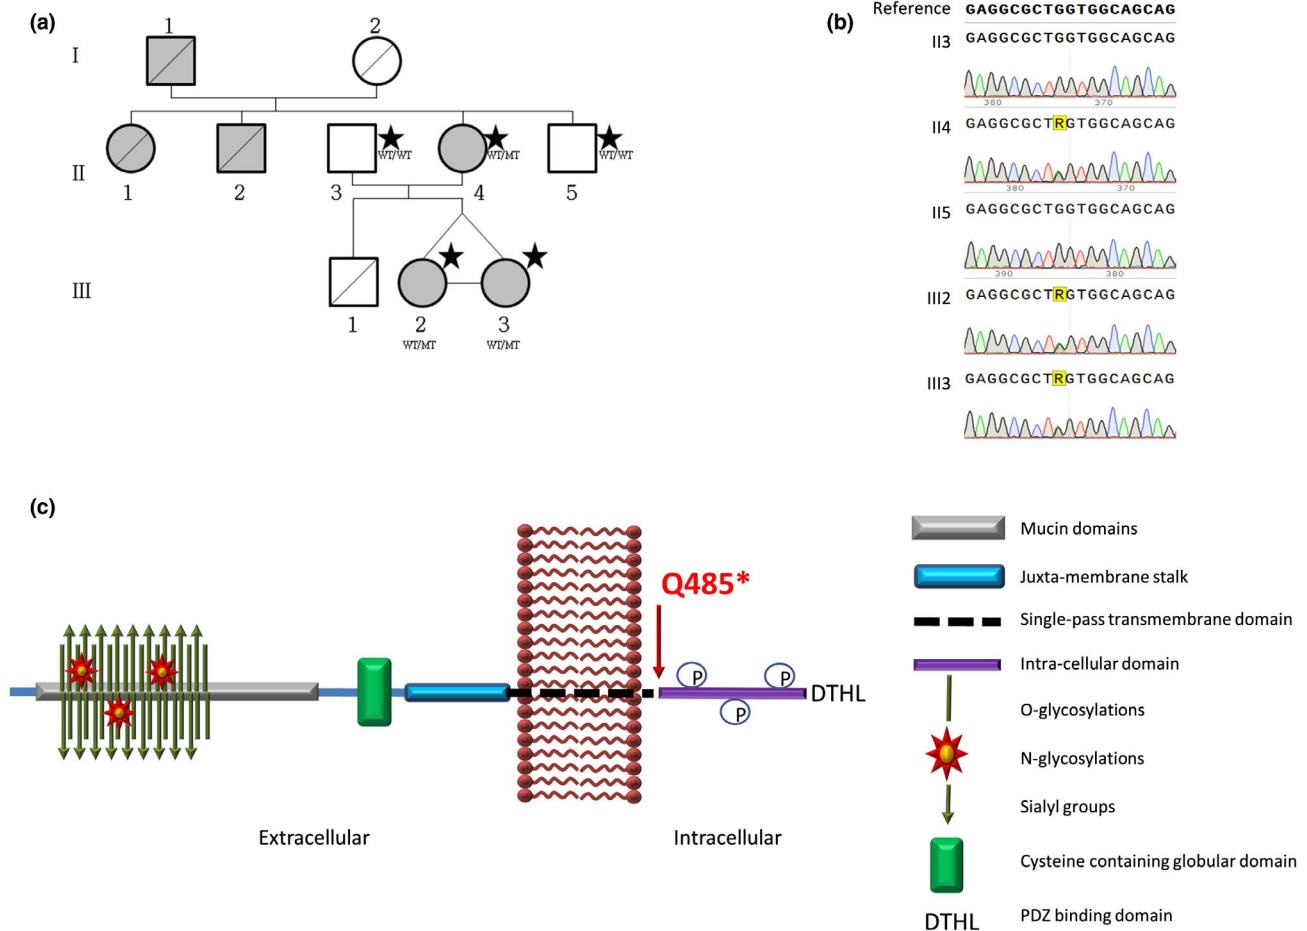 (a)
1 2
I
WT/WT WT/MT WT/WT
II
1 2 3 4 5
III
1 2 3
WT/MT WT/MT
(b)
Reference GAGGCGCTGGTGGCAGCAG
II3 GAGGCGCTGGTGGCAGCAG
380 370
II4 GAGGCGCTRGTGGCAGCAG
380 370
II5 GAGGCGCTGGTGGCAGCAG
390 380
III2 GAGGCGCTRGTGGCAGCAG
III3 GAGGCGCTRGTGGCAGCAG
(c)
Q485*
P P
P
DTHL
Extracellular Intracellular
Mucin domains
Juxta-membrane stalk
Single-pass transmembrane domain
Intra-cellular domain
O-glycosylations
N-glycosylations
Sialyl groups
Cysteine containing globular domain
DTHL PDZ binding domain